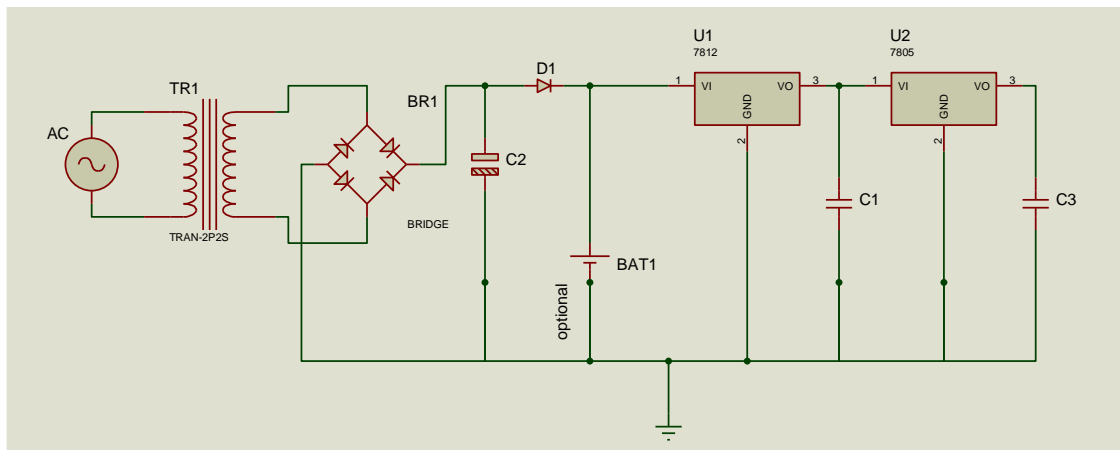 U1
7812
U2
7805
D1
TR1
BR1
1
VI
VO
3
1
VI
VO
3
GND
GND
AC
2
2
C2
C1
C3
BRIDGE
TRAN-2P2S
BAT1
optional